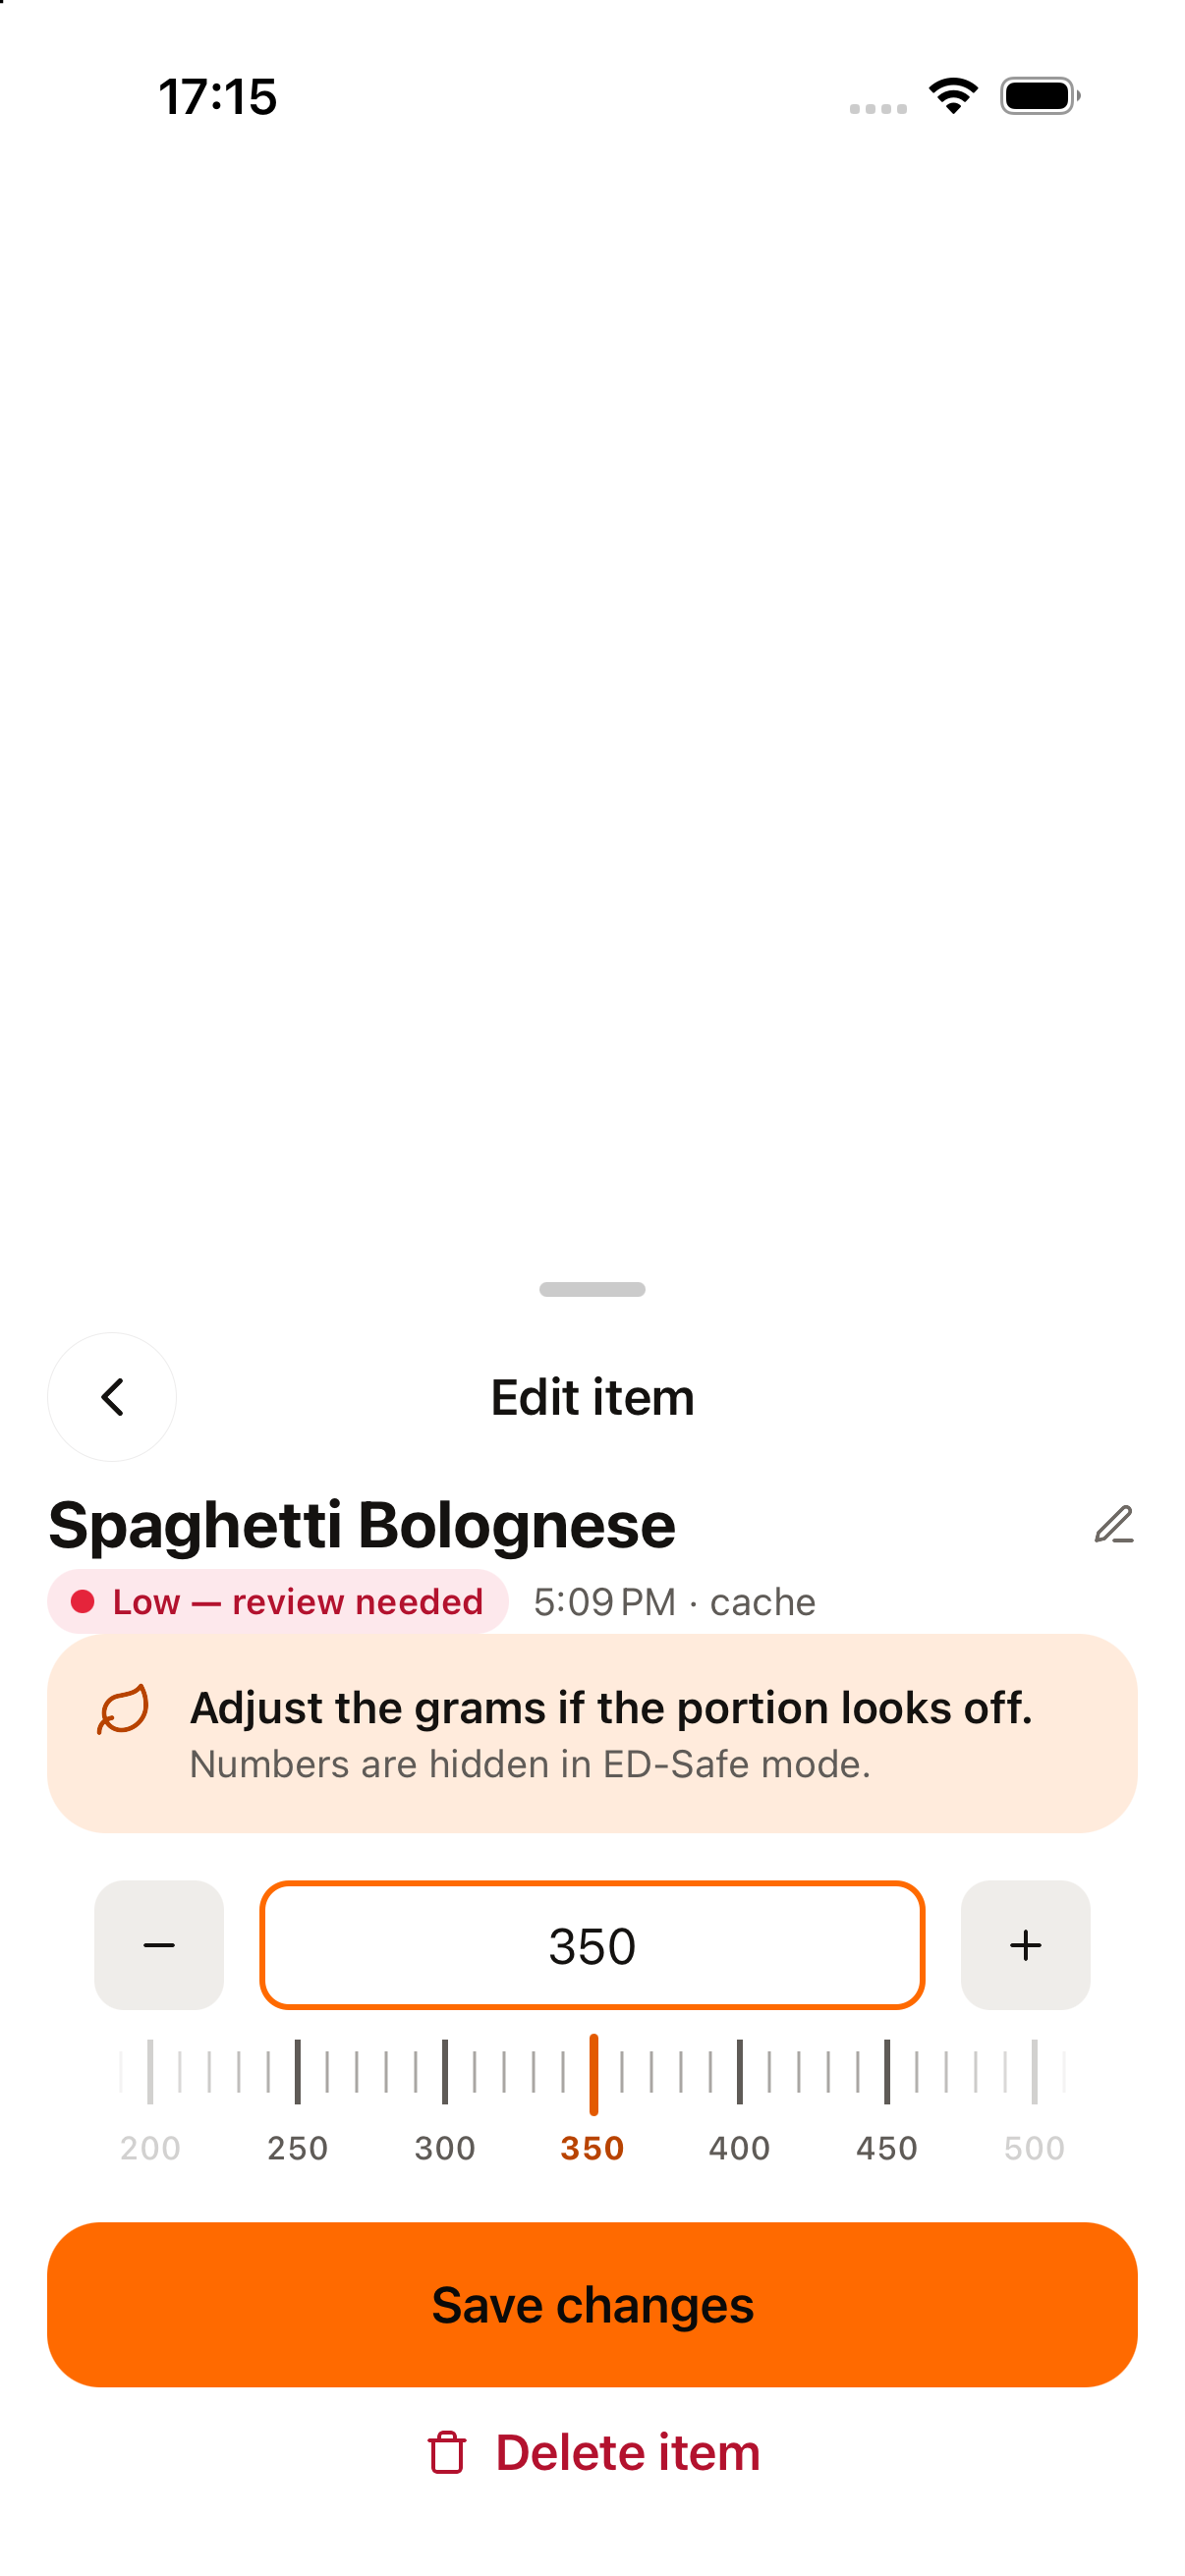 17:15
Edit item
Spaghetti Bolognese
Low — review needed 5:09 PM · cache
Adjust the grams if the portion looks off.
Numbers are hidden in ED-Safe mode.
− 350 +
200 250 300 350 400 450 500
Save changes
Delete item